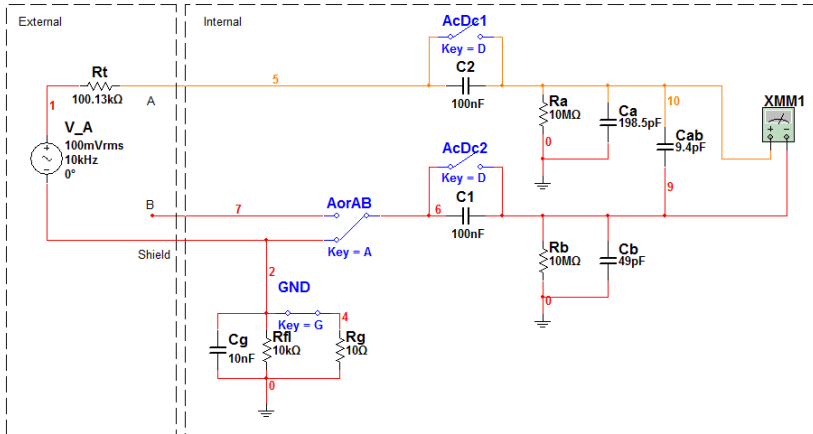 External
Internal
AcDc1
Key = D
Rt
100.13kΩ
A
5
C2
100nF
1
V_A
100mVrms
10kHz
0°
Ra
10MΩ
0
Ca
198.5pF
10
Cab
9.4pF
XMM1
AcDc2
Key = D
9
B
7
AorAB
6
C1
100nF
Key = A
Shield
Rb
10MΩ
0
Cb
49pF
2
GND
Key = G
4
Cg
10nF
Rfl
10kΩ
Rg
10Ω
0